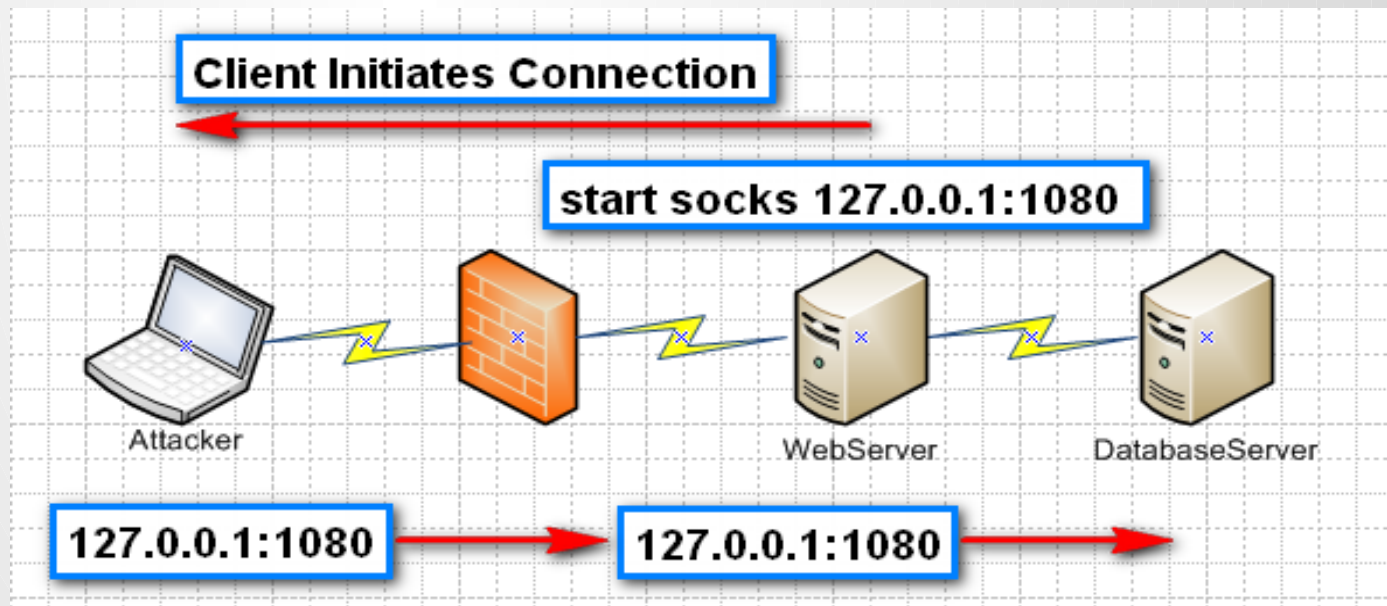 Client Initiates Connection
start socks 127.0.0.1:1080
Attacker
WebServer
DatabaseServer
127.0.0.1:1080
127.0.0.1:1080